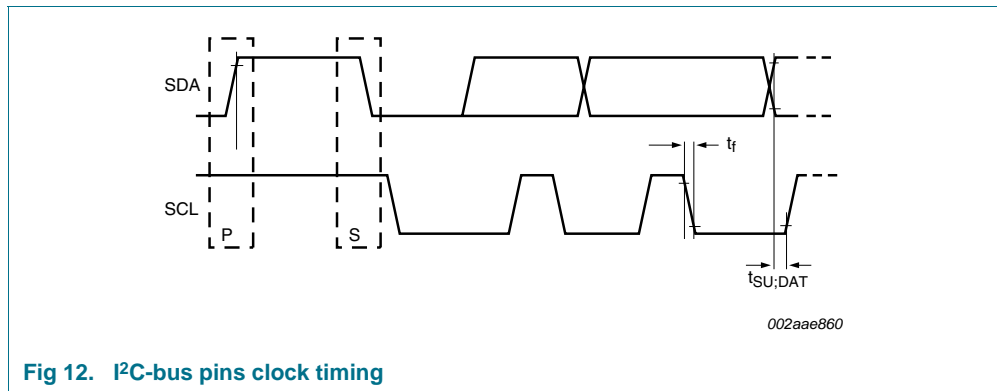 SDA
t_f
SCL
P
S
t_SU;DAT
002aae860
Fig 12. I²C-bus pins clock timing